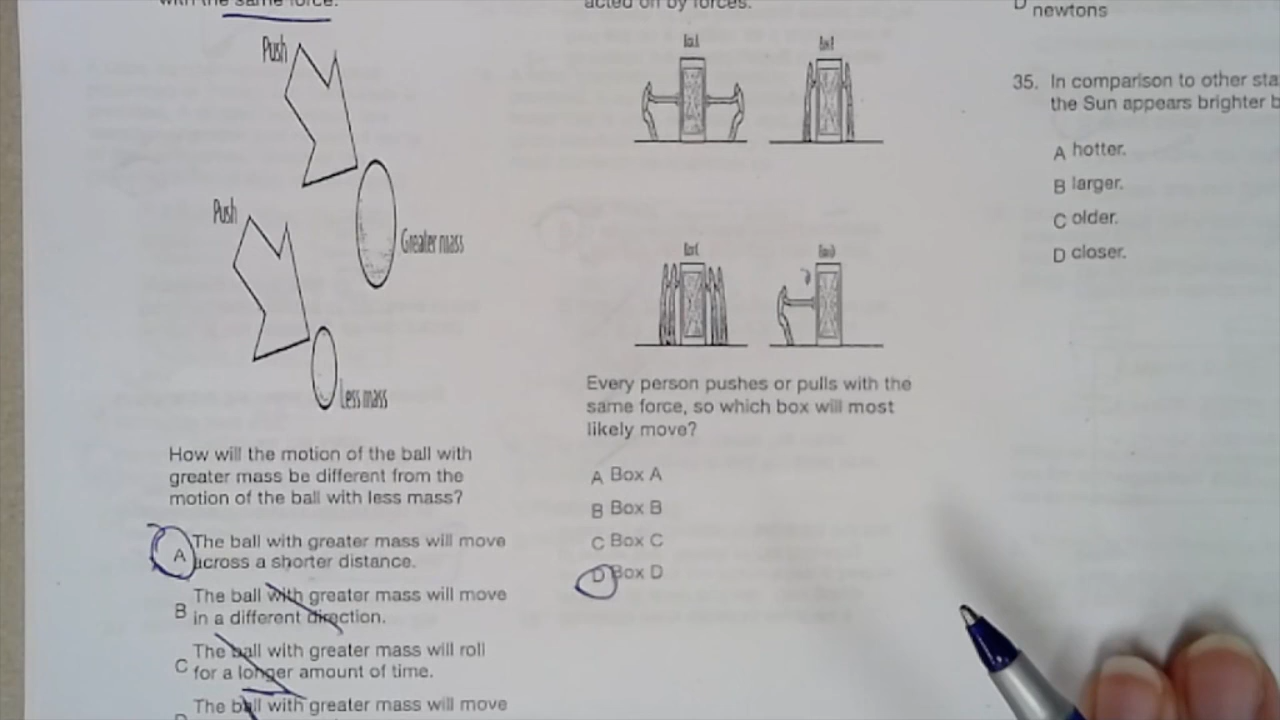 with the same force.
Push
Greater mass
Push
Less mass
How will the motion of the ball with
greater mass be different from the
motion of the ball with less mass?
A The ball with greater mass will move
across a shorter distance.
B The ball with greater mass will move
in a different direction.
C The ball with greater mass will roll
for a longer amount of time.
The ball with greater mass will move
acted on by forces.
Box A
Box B
Box C
Box D
Every person pushes or pulls with the
same force, so which box will most
likely move?
A Box A
B Box B
C Box C
D Box D
D newtons
35. In comparison to other
the Sun appears brighter
A hotter.
B larger.
C older.
D closer.